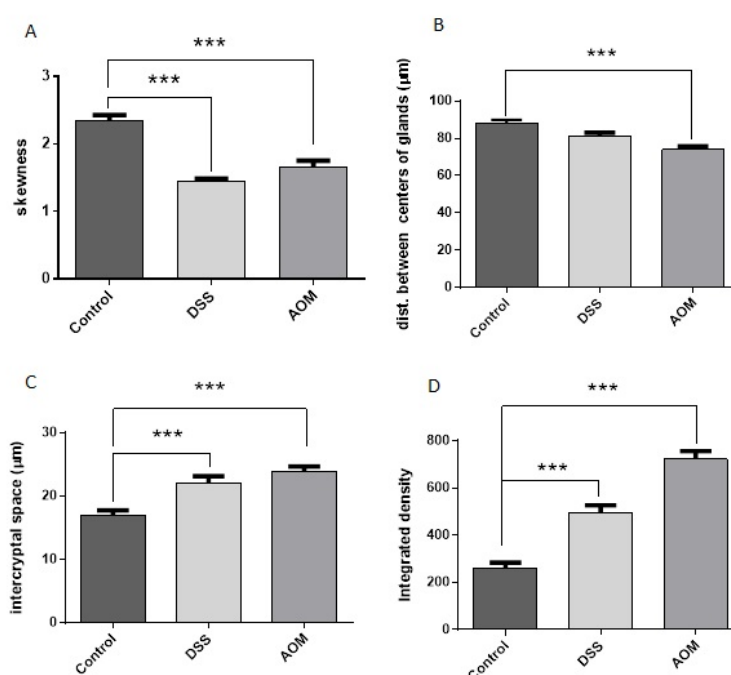 A
***
***
3
2
1
0
skewness
Control
DSS
AOM
B
***
100
80
60
40
20
0
dist. between centers of glands (µm)
Control
DSS
AOM
C
***
***
30
20
10
0
intercryptal space (µm)
Control
DSS
AOM
D
***
***
800
600
400
200
0
Integrated density
Control
DSS
AOM